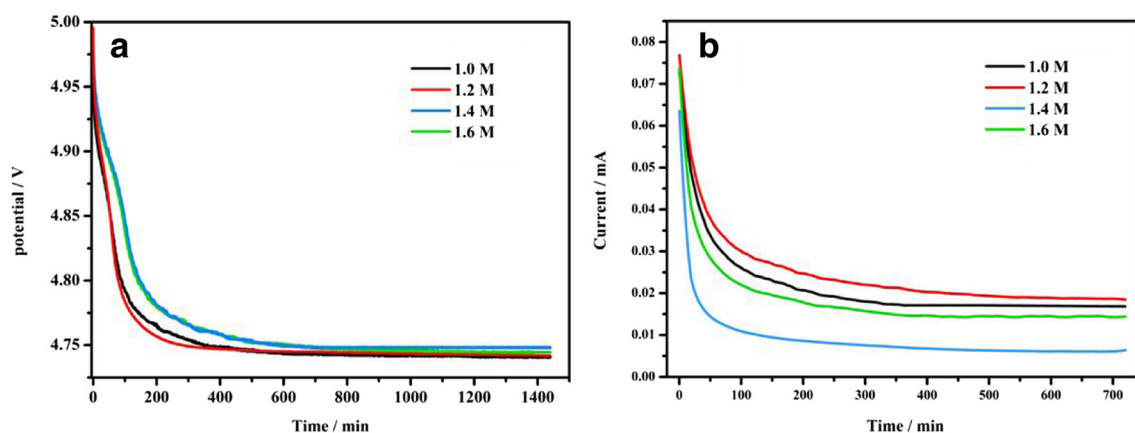 a
5.00
4.95
4.90
4.85
4.80
4.75
potential / V
0 200 400 600 800 1000 1200 1400
Time / min
1.0 M
1.2 M
1.4 M
1.6 M
b
0.08
0.07
0.06
0.05
0.04
0.03
0.02
0.01
0.00
Current / mA
0 100 200 300 400 500 600 700
Time / min
1.0 M
1.2 M
1.4 M
1.6 M